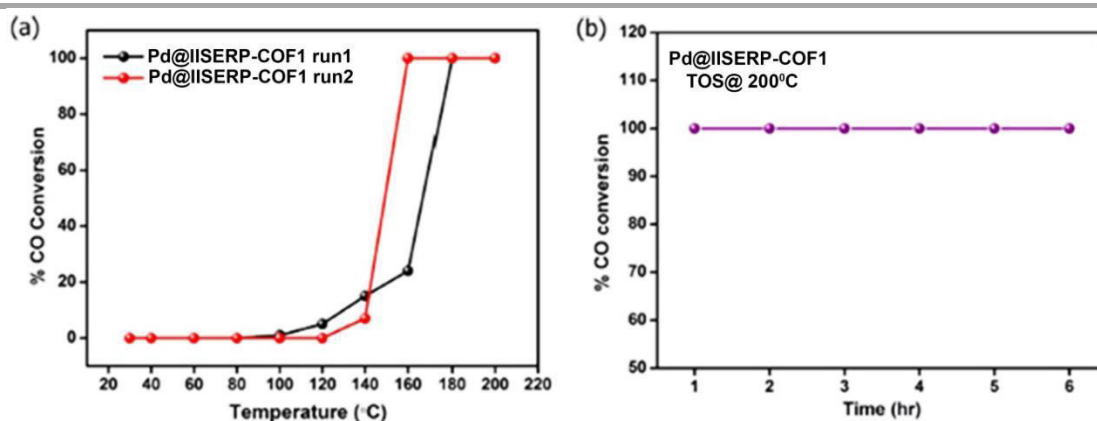 (a)
Pd@IISERP-COF1 run1
Pd@IISERP-COF1 run2
100
80
60
40
20
0
% CO Conversion
20 40 60 80 100 120 140 160 180 200 220
Temperature (°C)
(b)
Pd@IISERP-COF1
TOS@ 200⁰C
120
110
100
90
80
70
60
50
% CO conversion
1 2 3 4 5 6
Time (hr)